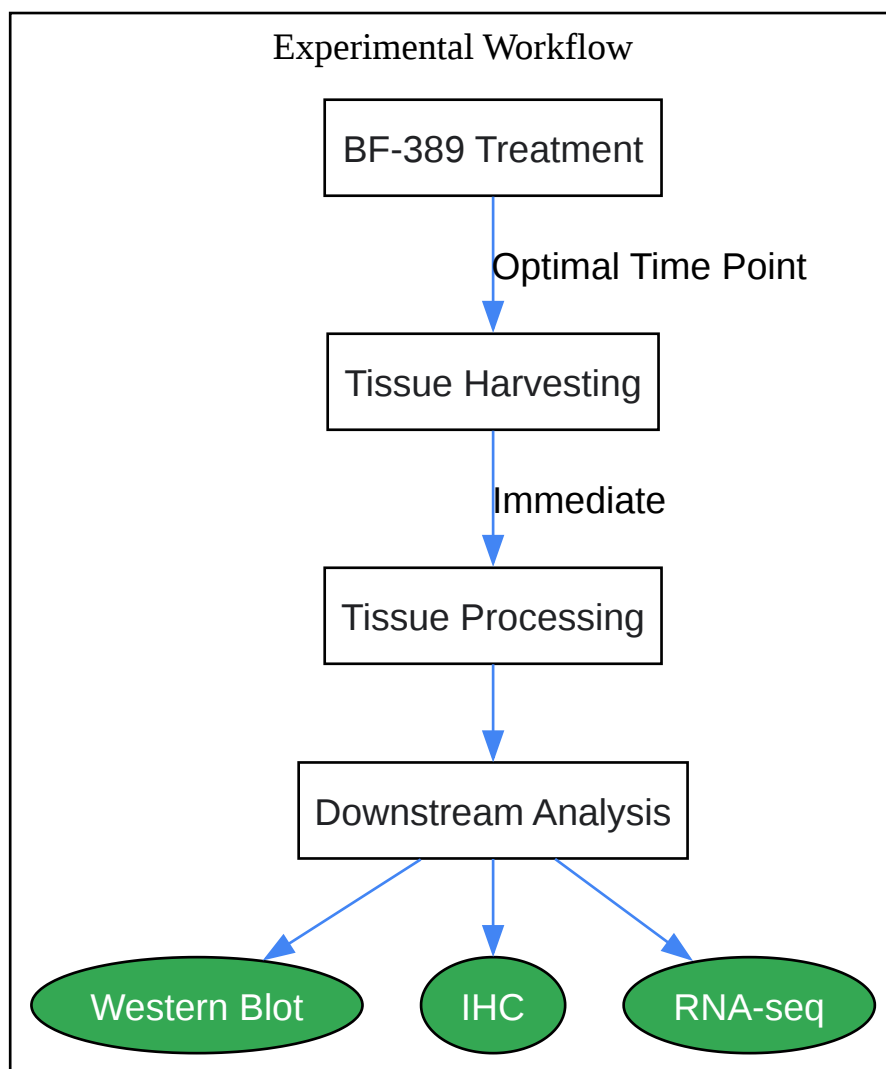 Experimental Workflow
BF-389 Treatment
Optimal Time Point
Tissue Harvesting
Immediate
Tissue Processing
Downstream Analysis
Western Blot
IHC
RNA-seq